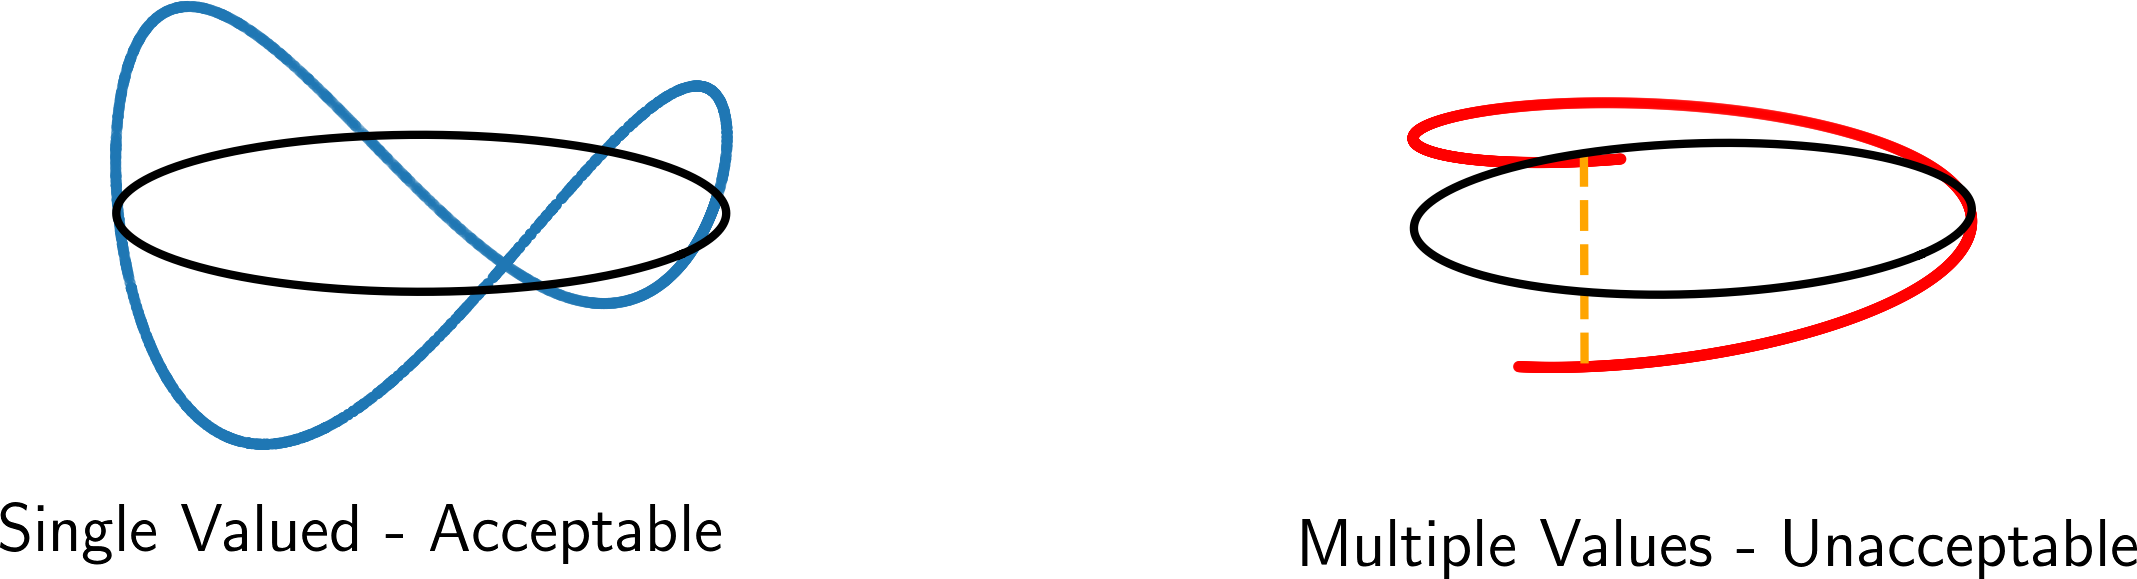 Single Valued - Acceptable
Multiple Values - Unacceptable